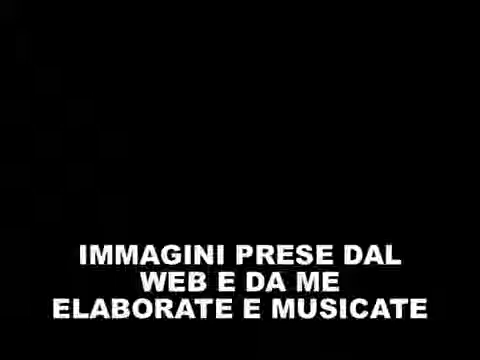 IMMAGINI PRESE DAL
WEB E DA ME
ELABORATE E MUSICATE